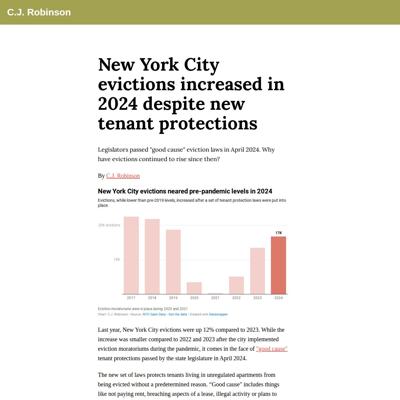 C.J. Robinson
New York City
evictions increased in
2024 despite new
tenant protections
Legislators passed "good cause" eviction laws in April 2024. Why
have evictions continued to rise since then?
By C.J. Robinson
New York City evictions neared pre-pandemic levels in 2024
Evictions, while lower than pre-2019 levels, increased after a set of tenant protection laws were put into
place
20k evictions
17K
10K
2017 2018 2019 2020 2021 2022 2023 2024
Eviction moratoriums were in place during 2020 and 2021
Chart: C.J. Robinson · Source: NYC Open Data · Get the data · Created with Datawrapper
Last year, New York City evictions were up 12% compared to 2023. While the
increase was smaller compared to 2022 and 2023 after the city implemented
eviction moratoriums during the pandemic, it comes in the face of "good cause"
tenant protections passed by the state legislature in April 2024.
The new set of laws protects tenants living in unregulated apartments from
being evicted without a predetermined reason. "Good cause" includes things
like not paying rent, breaching aspects of a lease, illegal activity or plans to